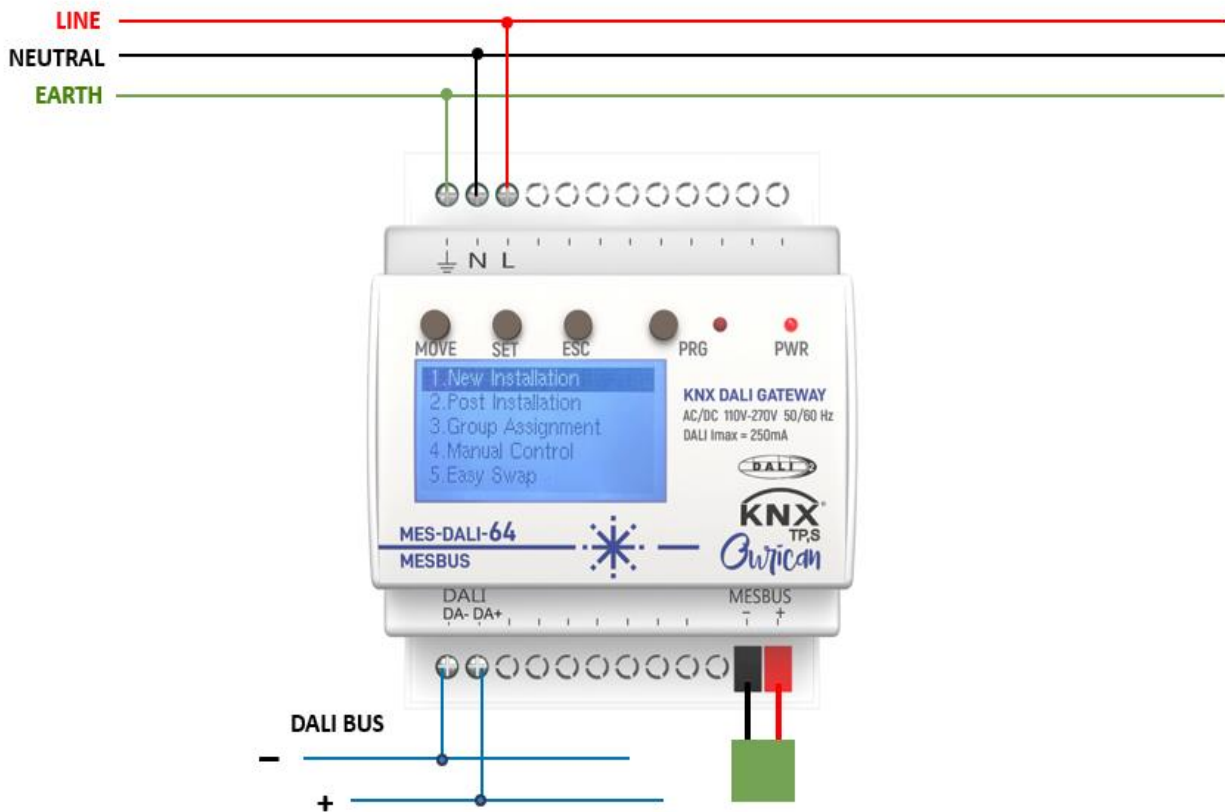 LINE
NEUTRAL
EARTH
N L
MOVE SET ESC PRG PWR
1.New Installation
2.Post Installation
3.Group Assignment
4.Manual Control
5.Easy Swap
KNX DALI GATEWAY
AC/DC 110V-270V 50/60 Hz
DALI Imax = 250mA
DALI 2
KNX®
TP,S
Owrican
MES-DALI-64
MESBUS
DALI
DA- DA+
MESBUS
- +
DALI BUS
−
+